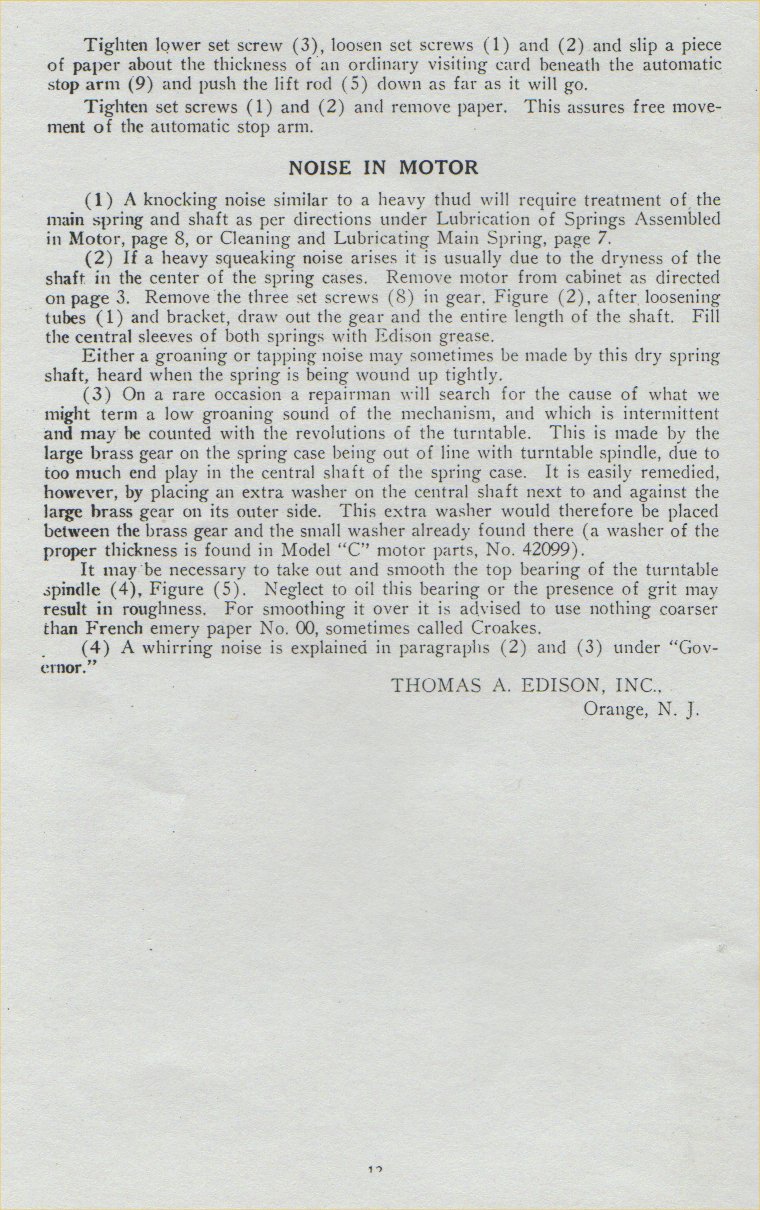 Tighten lower set screw (3), loosen set screws (1) and (2) and slip a piece
of paper about the thickness of an ordinary visiting card beneath the automatic
stop arm (9) and push the lift rod (5) down as far as it will go.
Tighten set screws (1) and (2) and remove paper. This assures free move-
ment of the automatic stop arm.
NOISE IN MOTOR
(1) A knocking noise similar to a heavy thud will require treatment of the
main spring and shaft as per directions under Lubrication of Springs Assembled
in Motor, page 8, or Cleaning and Lubricating Main Spring, page 7.
(2) If a heavy squeaking noise arises it is usually due to the dryness of the
shaft in the center of the spring cases. Remove motor from cabinet as directed
on page 3. Remove the three set screws (8) in gear, Figure (2), after loosening
tubes (1) and bracket, draw out the gear and the entire length of the shaft. Fill
the central sleeves of both springs with Edison grease.
Either a groaning or tapping noise may sometimes be made by this dry spring
shaft, heard when the spring is being wound up tightly.
(3) On a rare occasion a repairman will search for the cause of what we
might term a low groaning sound of the mechanism, and which is intermittent
and may be counted with the revolutions of the turntable. This is made by the
large brass gear on the spring case being out of line with turntable spindle, due to
too much end play in the central shaft of the spring case. It is easily remedied,
however, by placing an extra washer on the central shaft next to and against the
large brass gear on its outer side. This extra washer would therefore be placed
between the brass gear and the small washer already found there (a washer of the
proper thickness is found in Model “C” motor parts, No. 42099).
It may be necessary to take out and smooth the top bearing of the turntable
spindle (4), Figure (5). Neglect to oil this bearing or the presence of grit may
result in roughness. For smoothing it over it is advised to use nothing coarser
than French emery paper No. 00, sometimes called Croakes.
(4) A whirring noise is explained in paragraphs (2) and (3) under “Gov-
ernor.”
THOMAS A. EDISON, INC.,
Orange, N. J.